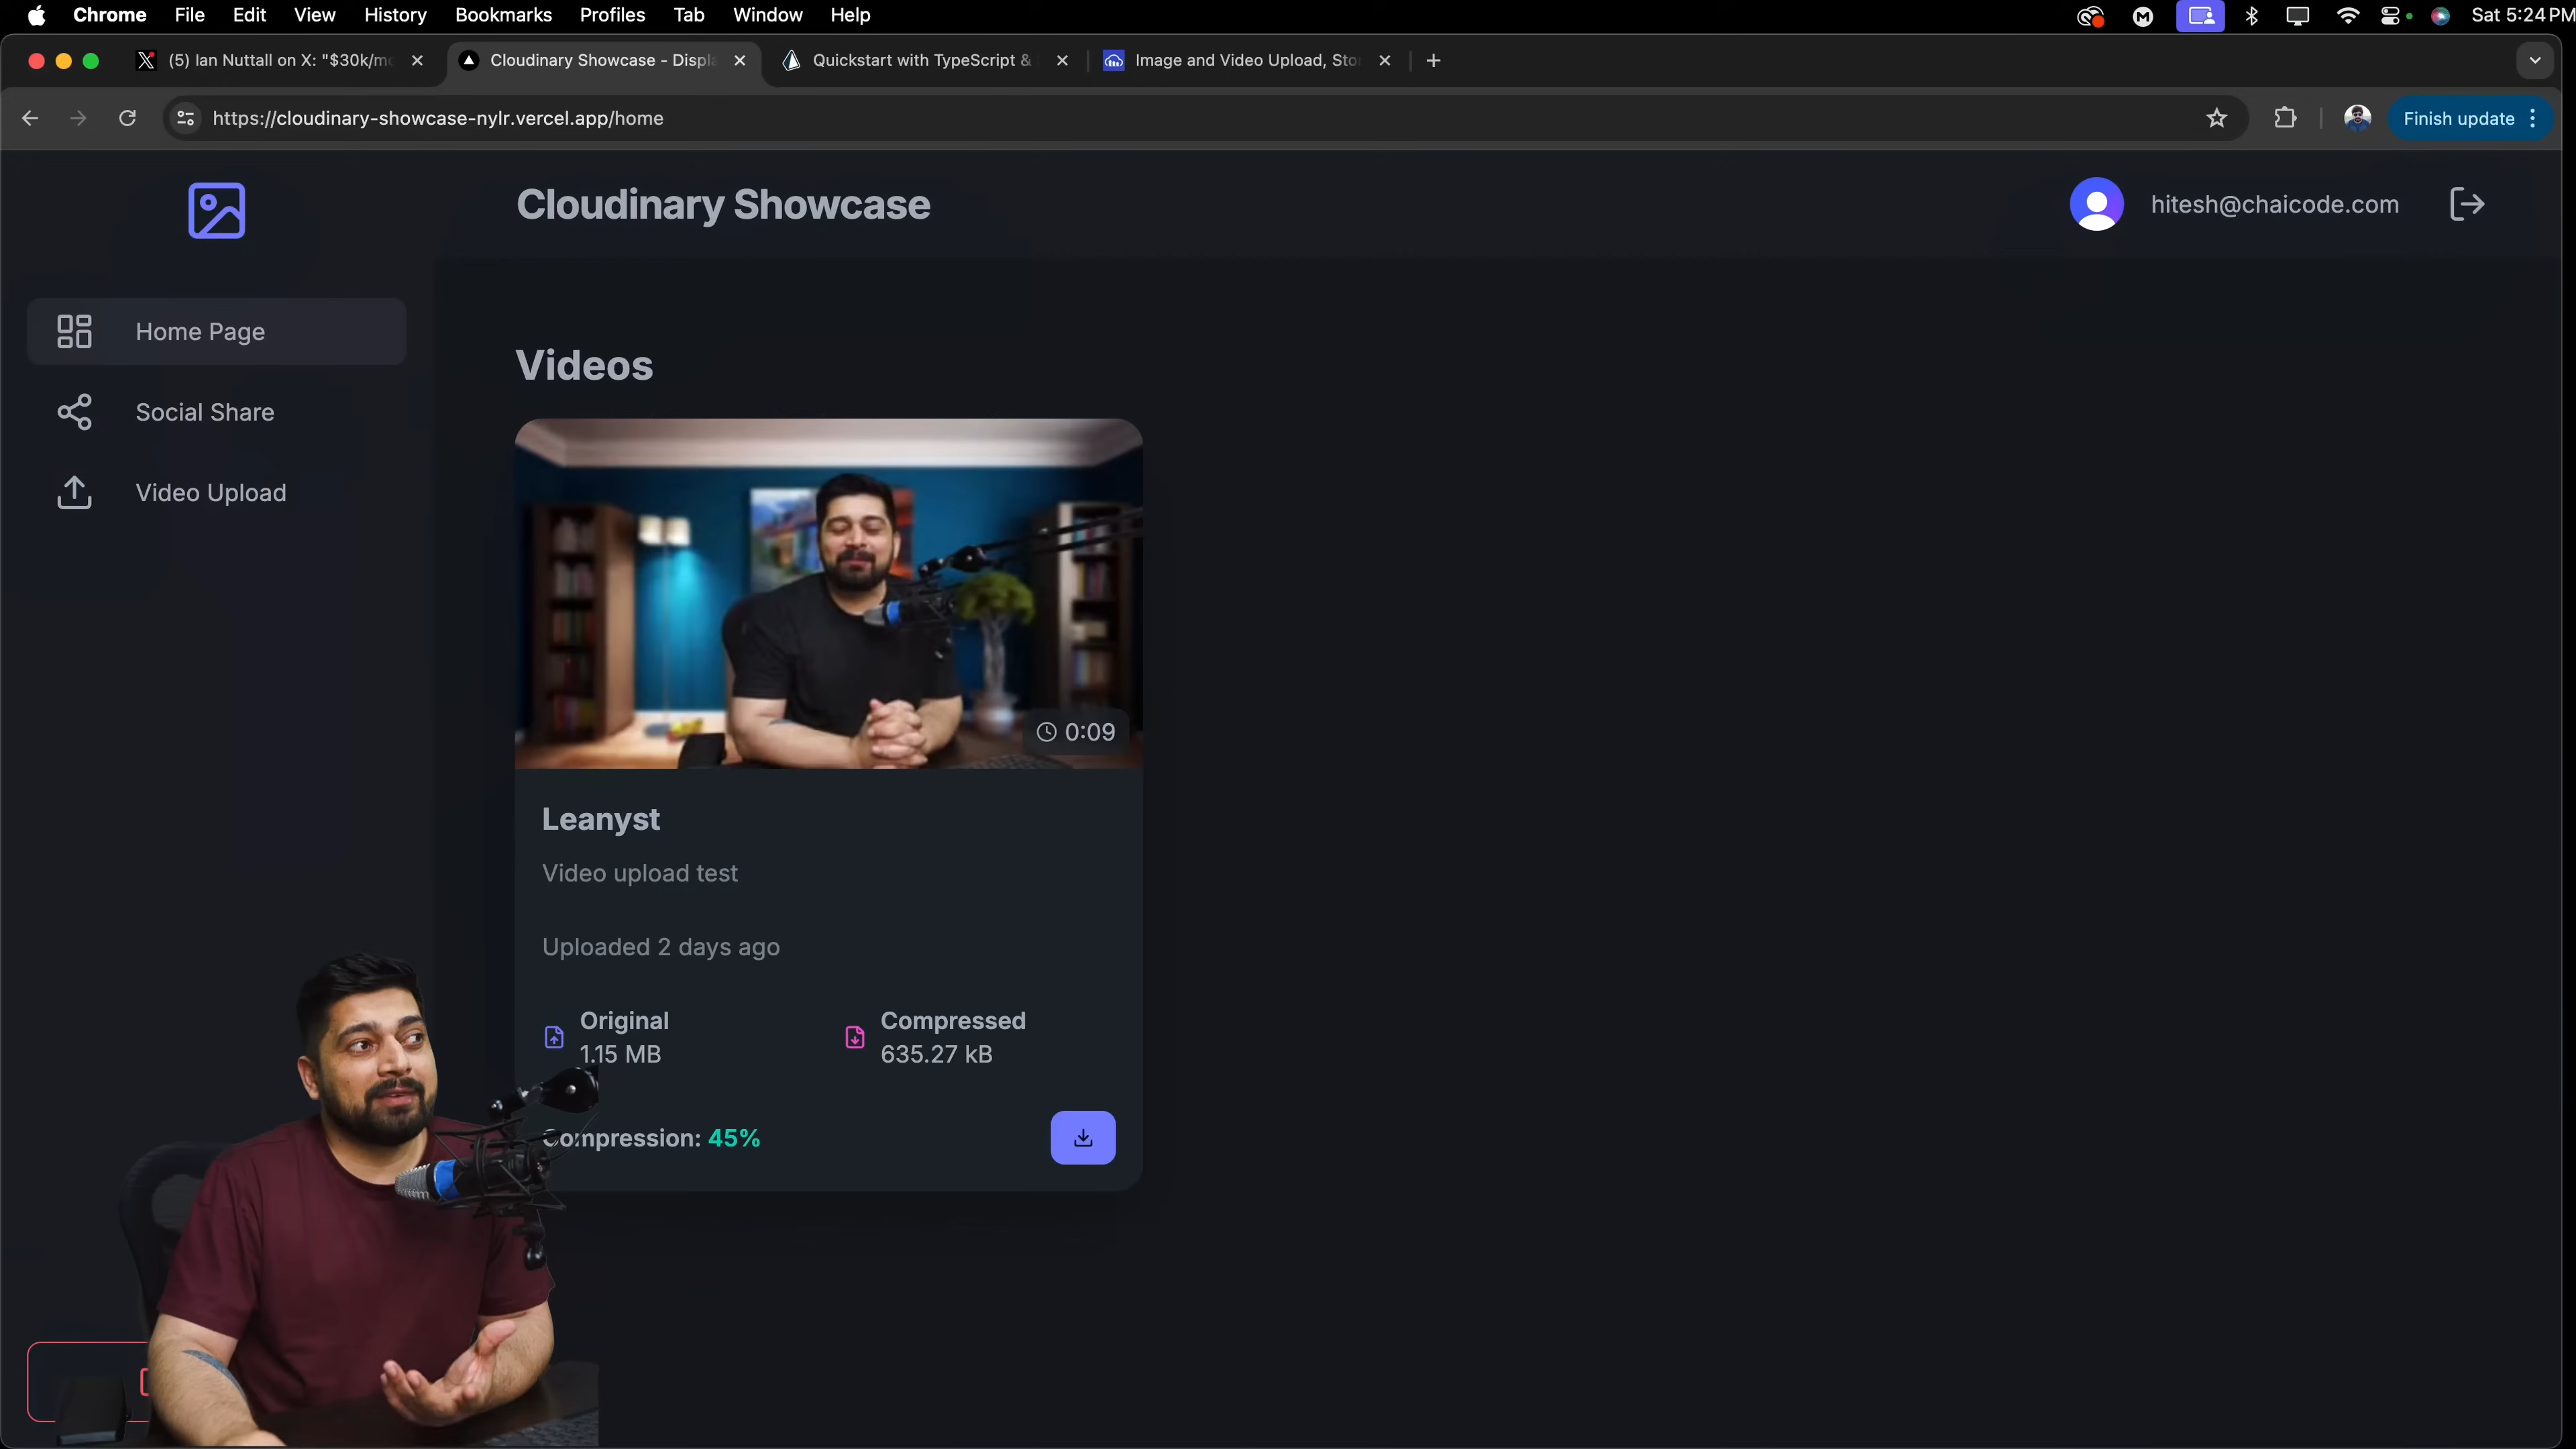 Chrome File Edit View History Bookmarks Profiles Tab Window Help
Sat 5:24 PM
(5) Ian Nuttall on X: "$30k/mo
Cloudinary Showcase - Displa
Quickstart with TypeScript &
Image and Video Upload, Sto
https://cloudinary-showcase-nylr.vercel.app/home
Finish update
Cloudinary Showcase
hitesh@chaicode.com
Home Page
Social Share
Video Upload
Videos
0:09
Leanyst
Video upload test
Uploaded 2 days ago
Original
1.15 MB
Compressed
635.27 kB
Compression: 45%